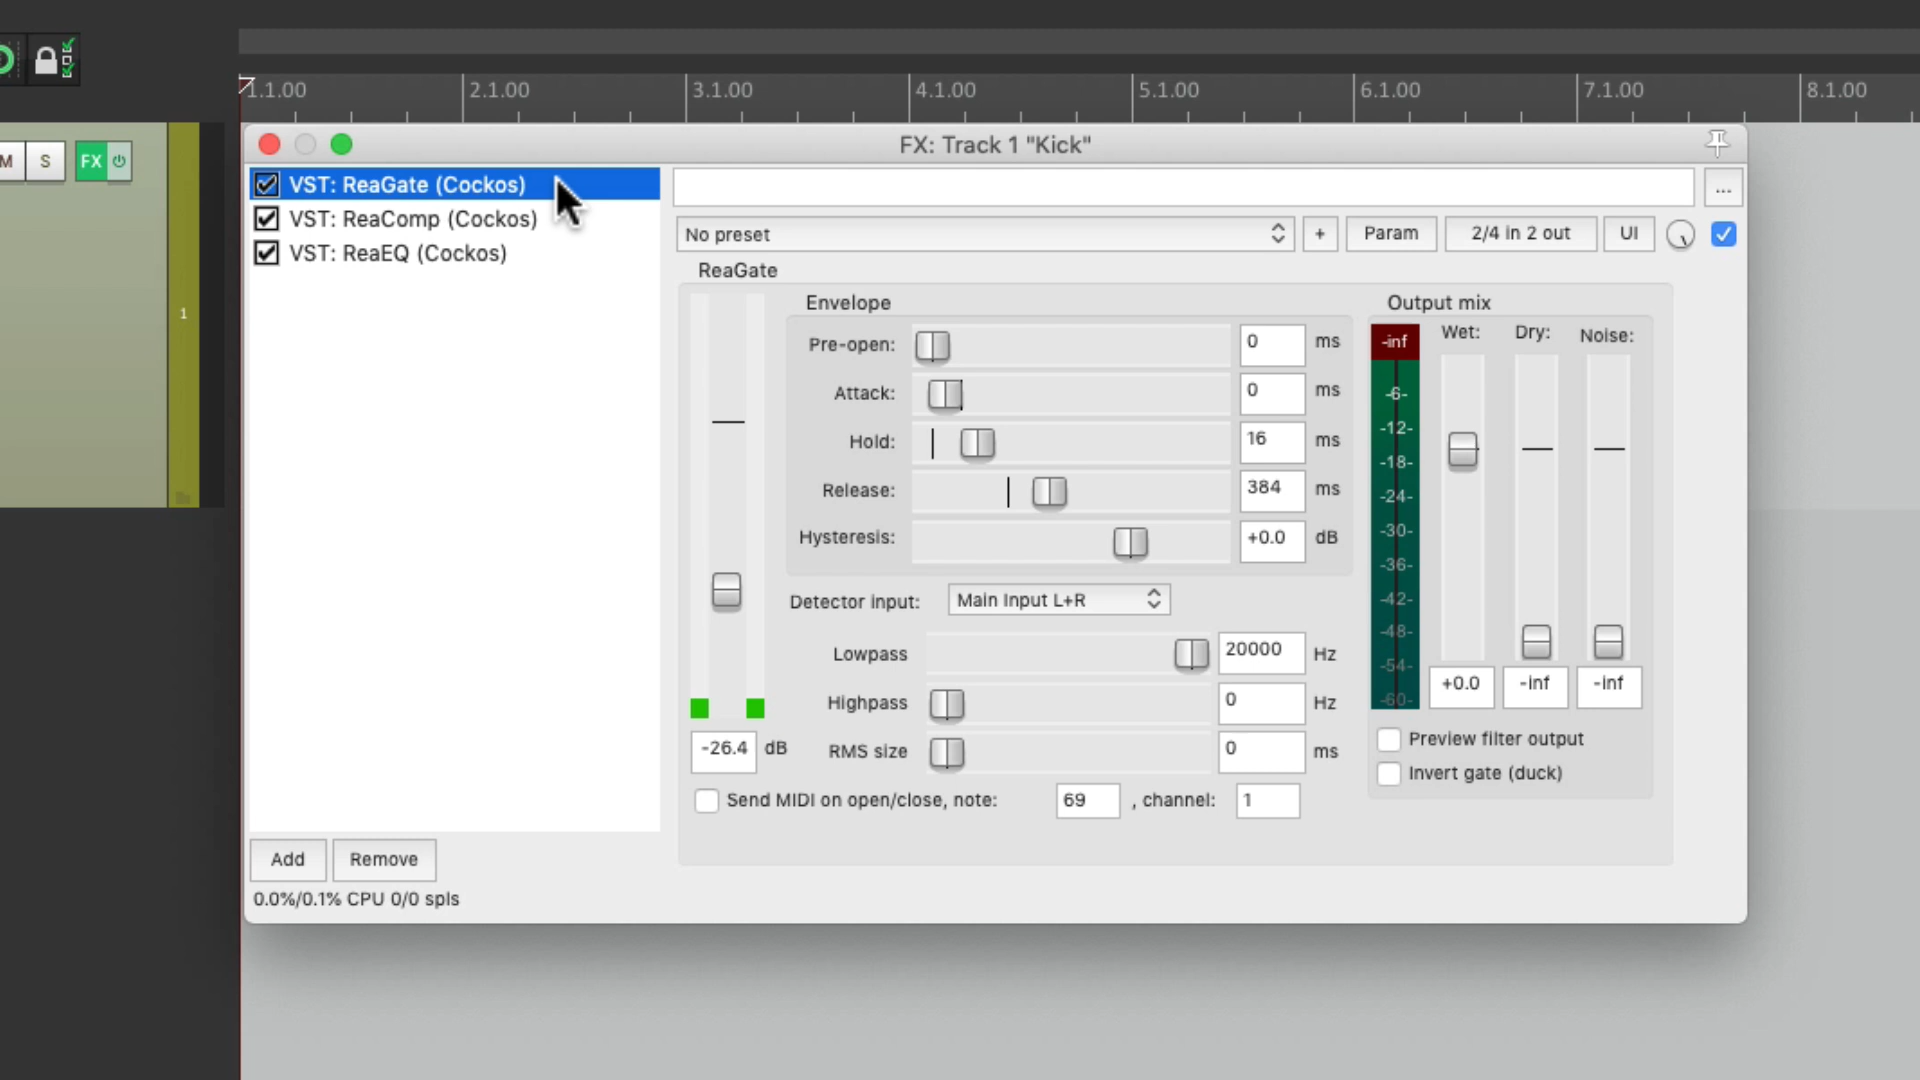 1.1.00 2.1.00 3.1.00 4.1.00 5.1.00 6.1.00 7.1.00 8.1.00
FX: Track 1 "Kick"
M S FX
1
VST: ReaGate (Cockos)
VST: ReaComp (Cockos)
VST: ReaEQ (Cockos)
Add Remove
0.0%/0.1% CPU 0/0 spls
...
No preset + Param 2/4 in 2 out UI
ReaGate
Envelope
Pre-open: 0 ms
Attack: 0 ms
Hold: 16 ms
Release: 384 ms
Hysteresis: +0.0 dB
Detector input: Main Input L+R
Lowpass 20000 Hz
Highpass 0 Hz
-26.4 dB RMS size 0 ms
Send MIDI on open/close, note: 69 , channel: 1
Output mix
Wet: Dry: Noise:
-inf
-6-
-12-
-18-
-24-
-30-
-36-
-42-
-48-
-54-
-60-
+0.0 -inf -inf
Preview filter output
Invert gate (duck)